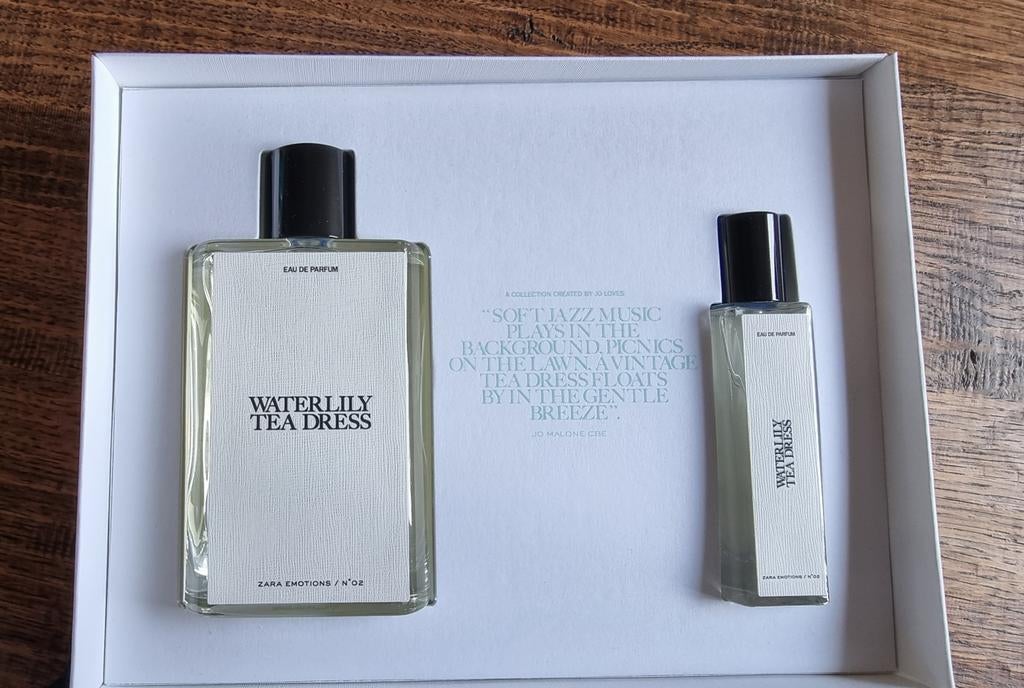 EAU DE PARFUM
WATERLILY
TEA DRESS
ZARA EMOTIONS / N°02
A COLLECTION CREATED BY JO LOVES:
“SOFT JAZZ MUSIC
PLAYS IN THE
BACKGROUND. PICNICS
ON THE LAWN. A VINTAGE
TEA DRESS FLOATS
BY IN THE GENTLE
BREEZE”.
JO MALONE CBE
EAU DE PARFUM
WATERLILY
TEA DRESS
ZARA EMOTIONS / N°02